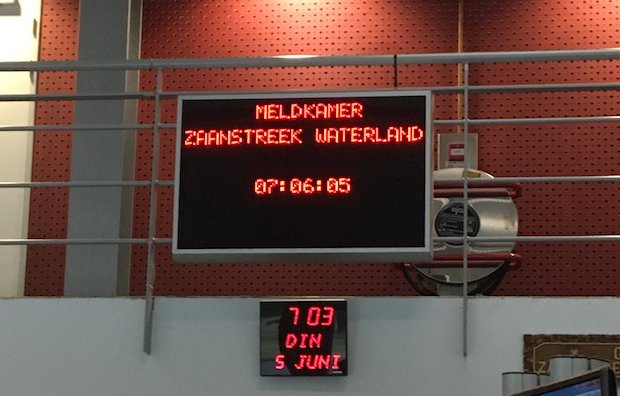 MELDKAMER
ZAANSTREEK WATERLAND
07:06:05
7 03
DIN
5 JUNI